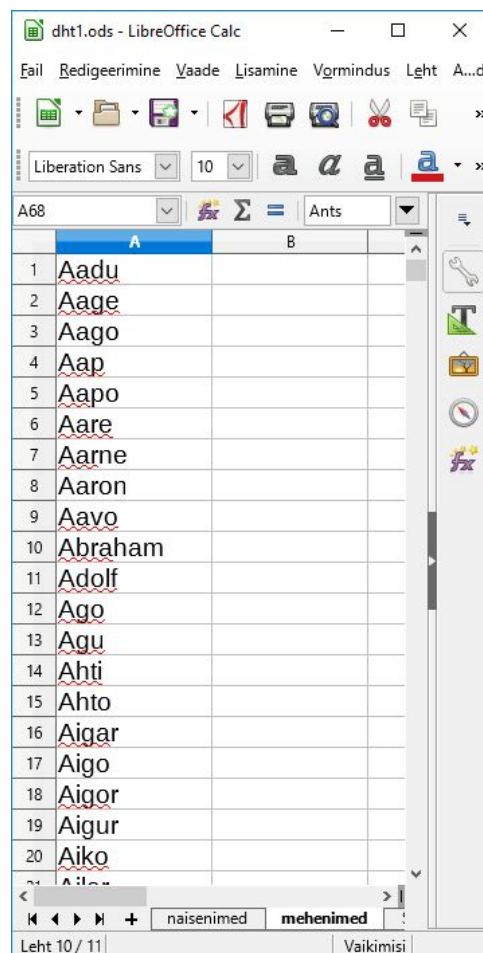 dht1.ods - LibreOffice Calc
Fail Redigeerimine Vaade Lisamine Vormindus Leht A...d
Liberation Sans 10 a a a a
A68 fx Σ = Ants
A B
1 Aadu
2 Aage
3 Aago
4 Aap
5 Aapo
6 Aare
7 Aarne
8 Aaron
9 Aavo
10 Abraham
11 Adolf
12 Ago
13 Agu
14 Ahti
15 Ahto
16 Aigar
17 Aigo
18 Aigor
19 Aigur
20 Aiko
naisenimed mehenimed
Leht 10 / 11 Vaikimisi